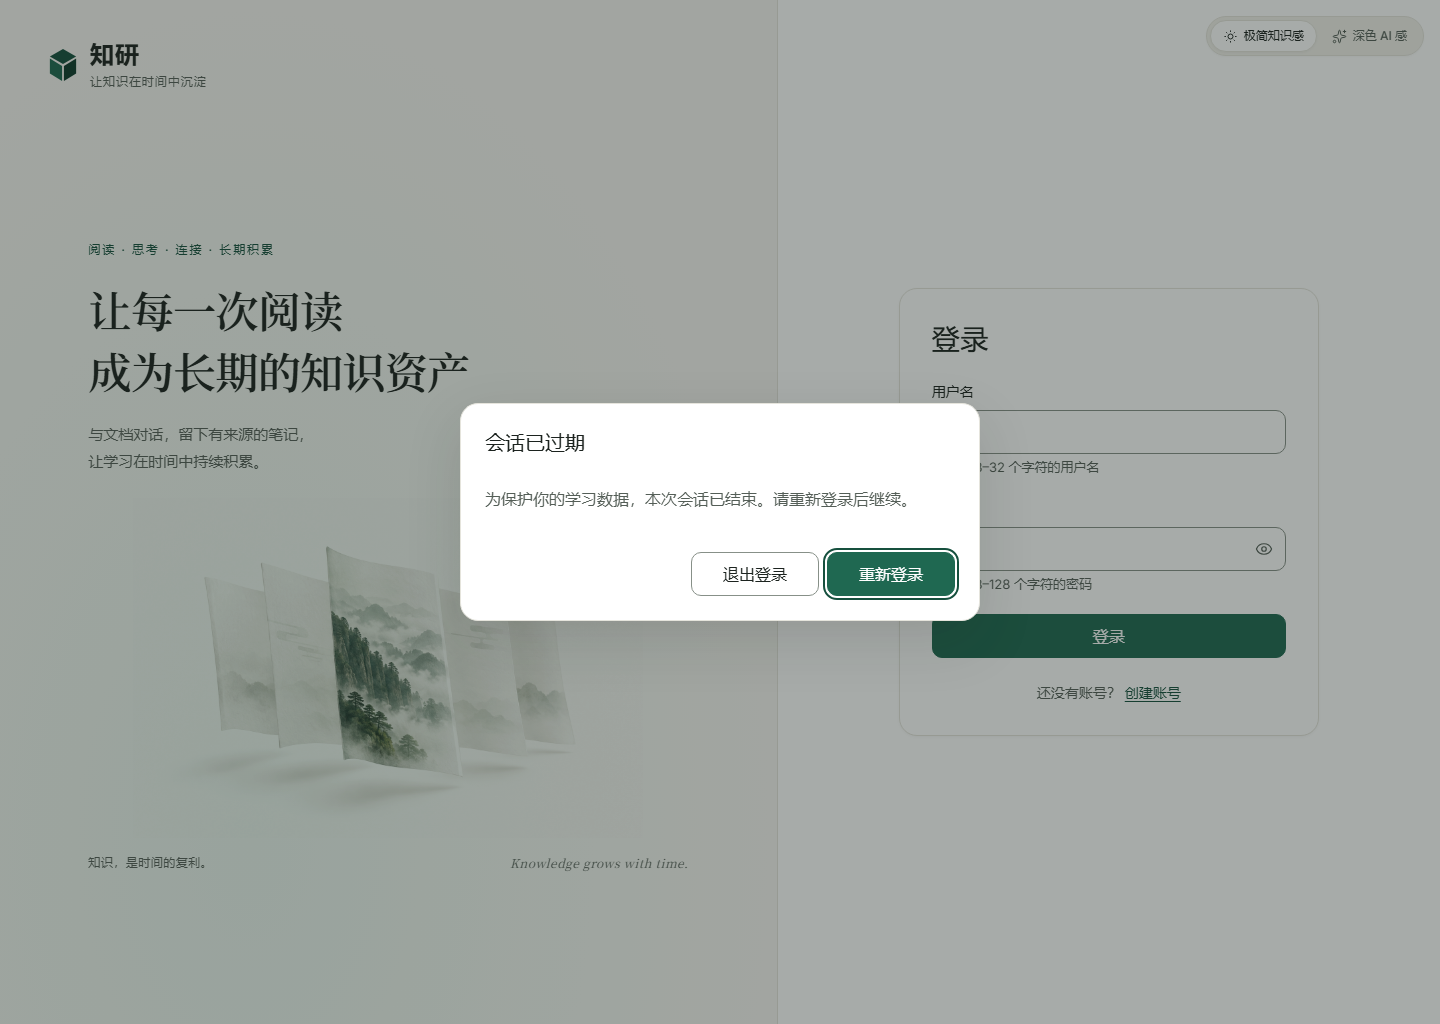 知研
让知识在时间中沉淀
极简知识感
深色 AI 感
阅读 · 思考 · 连接 · 长期积累
让每一次阅读
成为长期的知识资产
与文档对话，留下有来源的笔记，
让学习在时间中持续积累。
知识，是时间的复利。
Knowledge grows with time.
会话已过期
为保护你的学习数据，本次会话已结束。请重新登录后继续。
退出登录
重新登录
登录
用户名
–32 个字符的用户名
–128 个字符的密码
登录
还没有账号？ 创建账号